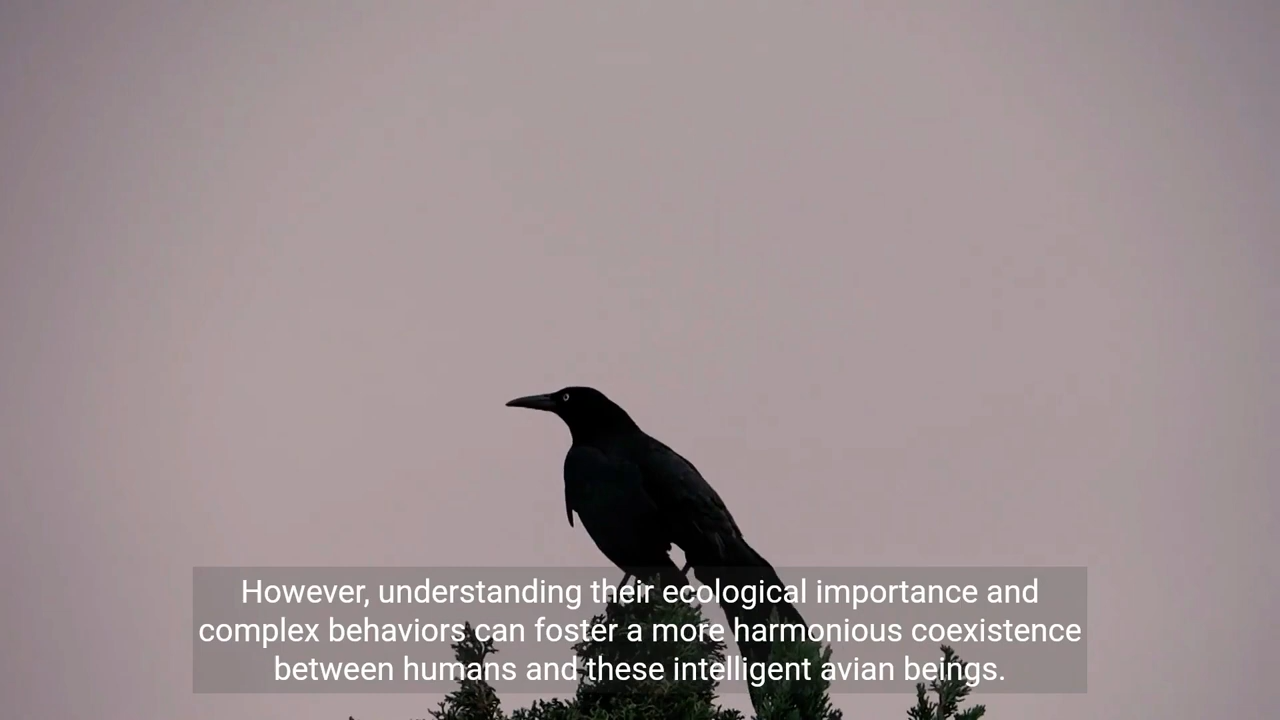 However, understanding their ecological importance and
complex behaviors can foster a more harmonious coexistence
between humans and these intelligent avian beings.